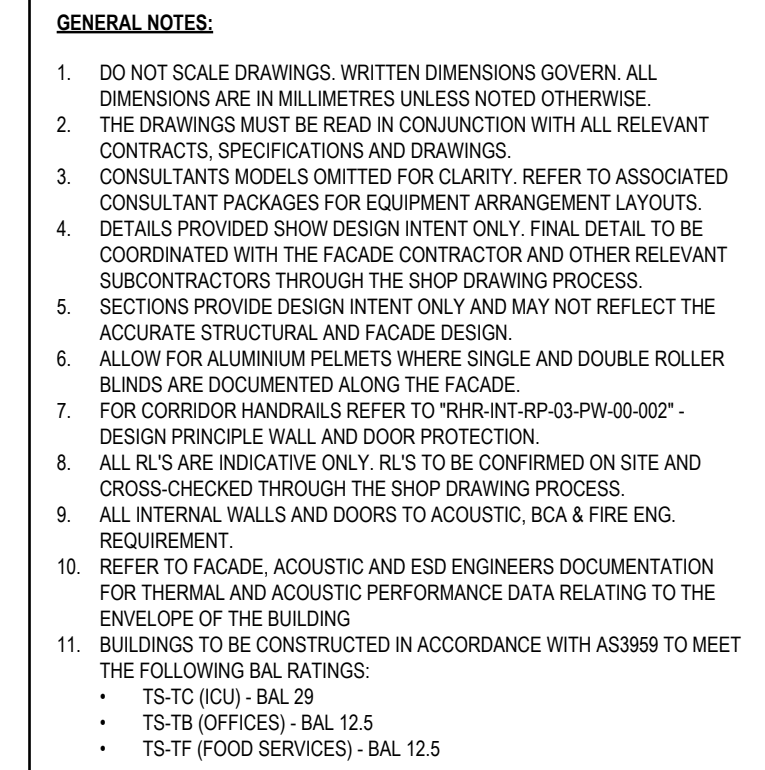 GENERAL NOTES:
1. DO NOT SCALE DRAWINGS. WRITTEN DIMENSIONS GOVERN. ALL
DIMENSIONS ARE IN MILLIMETRES UNLESS NOTED OTHERWISE.
2. THE DRAWINGS MUST BE READ IN CONJUNCTION WITH ALL RELEVANT
CONTRACTS, SPECIFICATIONS AND DRAWINGS.
3. CONSULTANTS MODELS OMITTED FOR CLARITY. REFER TO ASSOCIATED
CONSULTANT PACKAGES FOR EQUIPMENT ARRANGEMENT LAYOUTS.
4. DETAILS PROVIDED SHOW DESIGN INTENT ONLY. FINAL DETAIL TO BE
COORDINATED WITH THE FACADE CONTRACTOR AND OTHER RELEVANT
SUBCONTRACTORS THROUGH THE SHOP DRAWING PROCESS.
5. SECTIONS PROVIDE DESIGN INTENT ONLY AND MAY NOT REFLECT THE
ACCURATE STRUCTURAL AND FACADE DESIGN.
6. ALLOW FOR ALUMINIUM PELMETS WHERE SINGLE AND DOUBLE ROLLER
BLINDS ARE DOCUMENTED ALONG THE FACADE.
7. FOR CORRIDOR HANDRAILS REFER TO "RHR-INT-RP-03-PW-00-002" -
DESIGN PRINCIPLE WALL AND DOOR PROTECTION.
8. ALL RL'S ARE INDICATIVE ONLY. RL'S TO BE CONFIRMED ON SITE AND
CROSS-CHECKED THROUGH THE SHOP DRAWING PROCESS.
9. ALL INTERNAL WALLS AND DOORS TO ACOUSTIC, BCA & FIRE ENG.
REQUIREMENT.
10. REFER TO FACADE, ACOUSTIC AND ESD ENGINEERS DOCUMENTATION
FOR THERMAL AND ACOUSTIC PERFORMANCE DATA RELATING TO THE
ENVELOPE OF THE BUILDING
11. BUILDINGS TO BE CONSTRUCTED IN ACCORDANCE WITH AS3959 TO MEET
THE FOLLOWING BAL RATINGS:
• TS-TC (ICU) - BAL 29
• TS-TB (OFFICES) - BAL 12.5
• TS-TF (FOOD SERVICES) - BAL 12.5